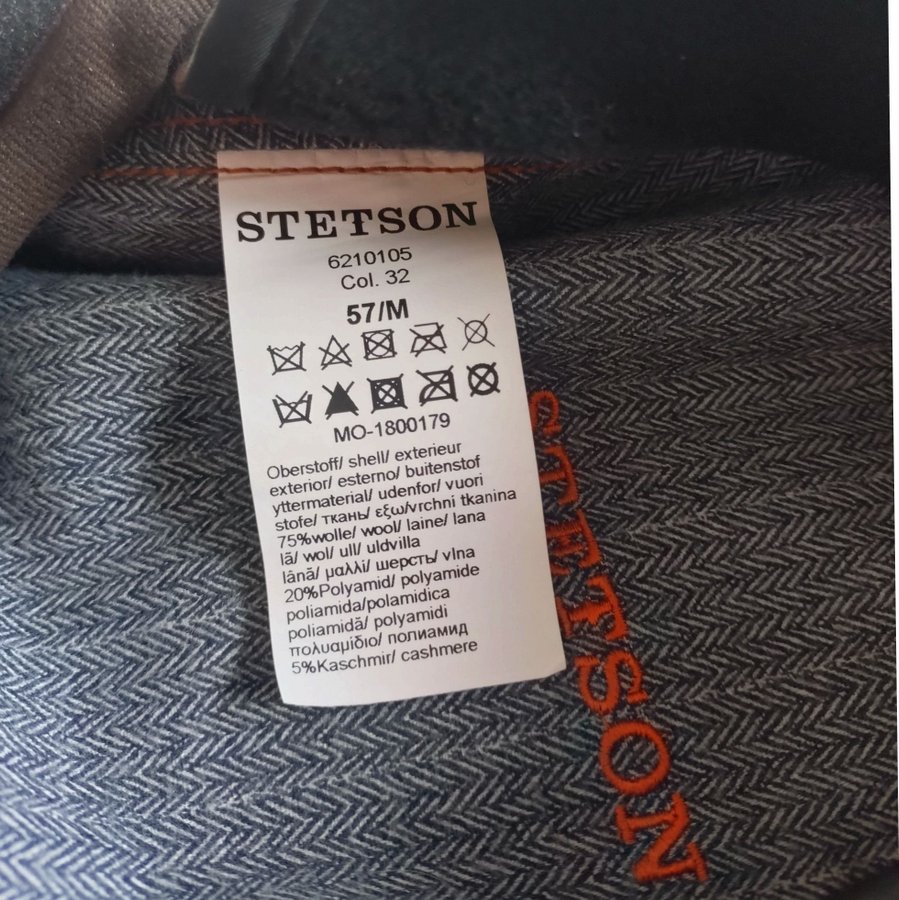 STETSON
6210105
Col. 32
57/M
MO-1800179
Oberstoff/ shell/ exterieur
exterior/ esterno/ buitenstof
yttermaterial/ udenfor/ vuori
stofe/ ткань/ εξω/vrchni tkanina
75%wolle/ wool/ laine/ lana
lã/ wol/ ull/ uldvilla
lână/ μαλλί/ шерсть/ vlna
20%Polyamid/ polyamide
poliamida/polamidica
poliamidă/ polyamidi
πολυαμίδιο/ полиамид
5%Kaschmir/ cashmere
STETSON